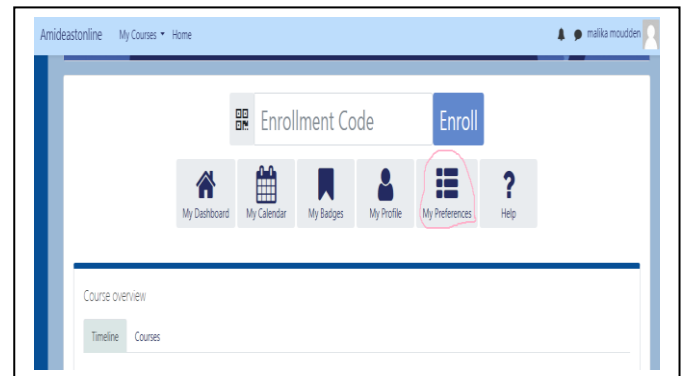 Amideastonline My Courses Home malika moudden
Enrollment Code Enroll
My Dashboard My Calendar My Badges My Profile My Preferences ? Help
Course overview
Timeline Courses